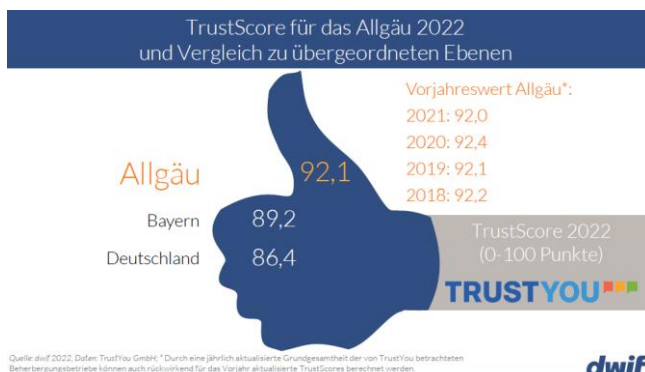 TrustScore für das Allgäu 2022
und Vergleich zu übergeordneten Ebenen
Vorjahreswert Allgäu*:
2021: 92,0
2020: 92,4
2019: 92,1
2018: 92,2
Allgäu 92,1
Bayern 89,2
Deutschland 86,4
TrustScore 2022
(0-100 Punkte)
TRUSTYOU
Quelle: dwif 2022, Daten: TrustYou GmbH; * Durch eine jährlich aktualisierte Grundgesamtheit der von TrustYou betrachteten
Beherbergungsbetriebe können auch rückwirkend für das Vorjahr aktualisierte TrustScores berechnet werden.
dwif